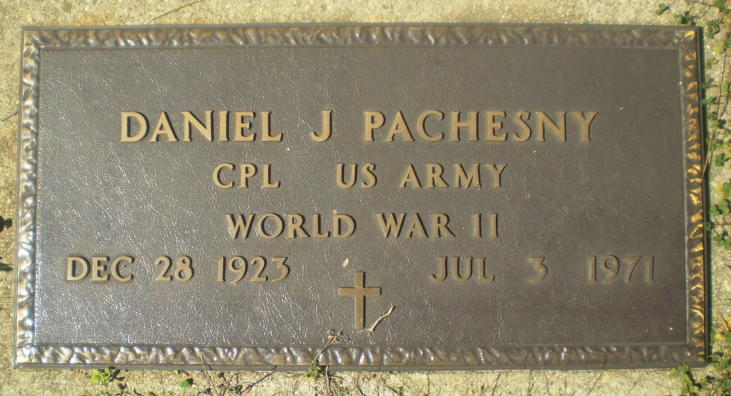 DANIEL J PACHESNY
CPL US ARMY
WORLD WAR II
DEC 28 1923 JUL 3 1971